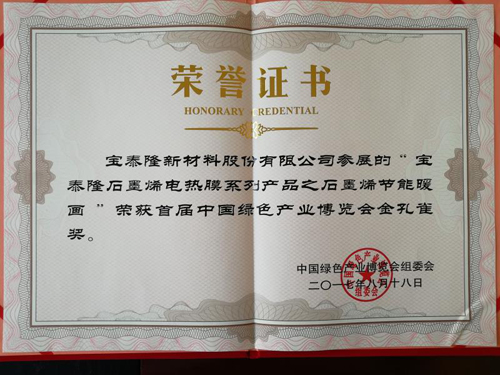 荣誉证书
HONORARY CREDENTIAL
宝泰隆新材料股份有限公司参展的“宝
泰隆石墨烯电热膜系列产品之石墨烯节能暖
画”荣获首届中国绿色产业博览会金孔雀
奖。
中国绿色产业博览会组委会
二〇一七年八月十八日
组委会